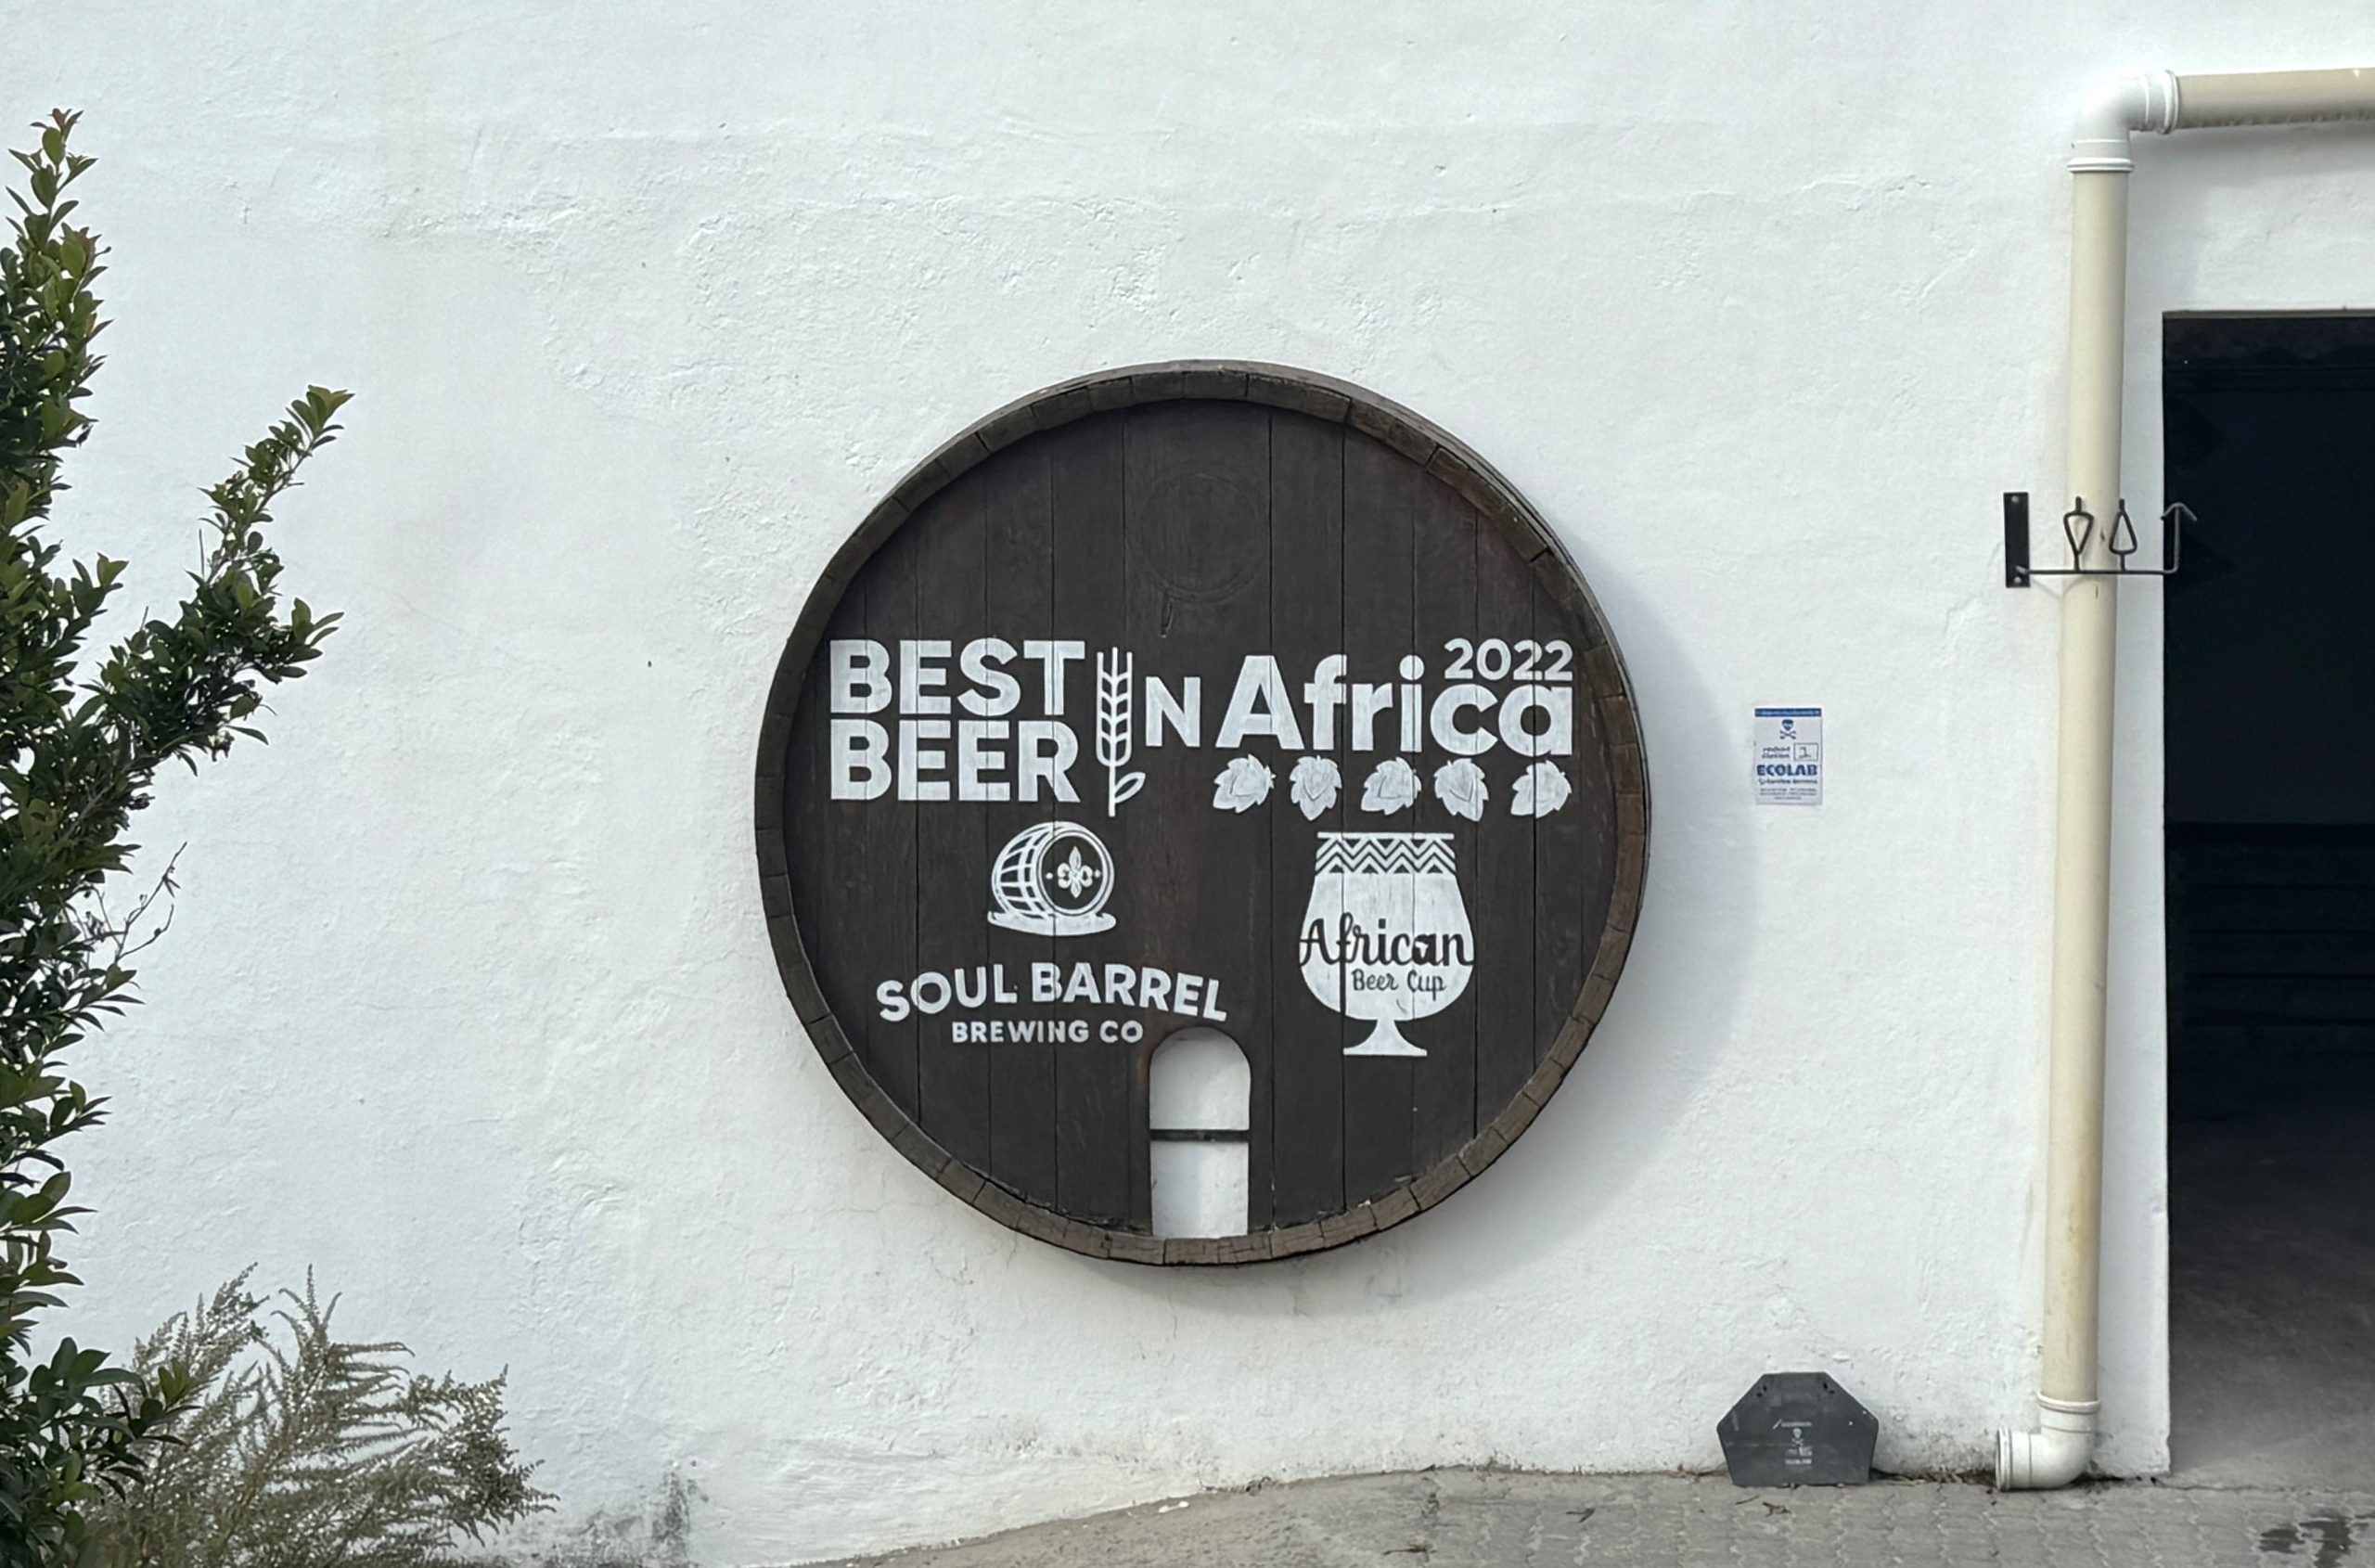 2022
BEST
BEER
IN Africa
SOUL BARREL
BREWING CO
African
Beer Cup
ECOLAB